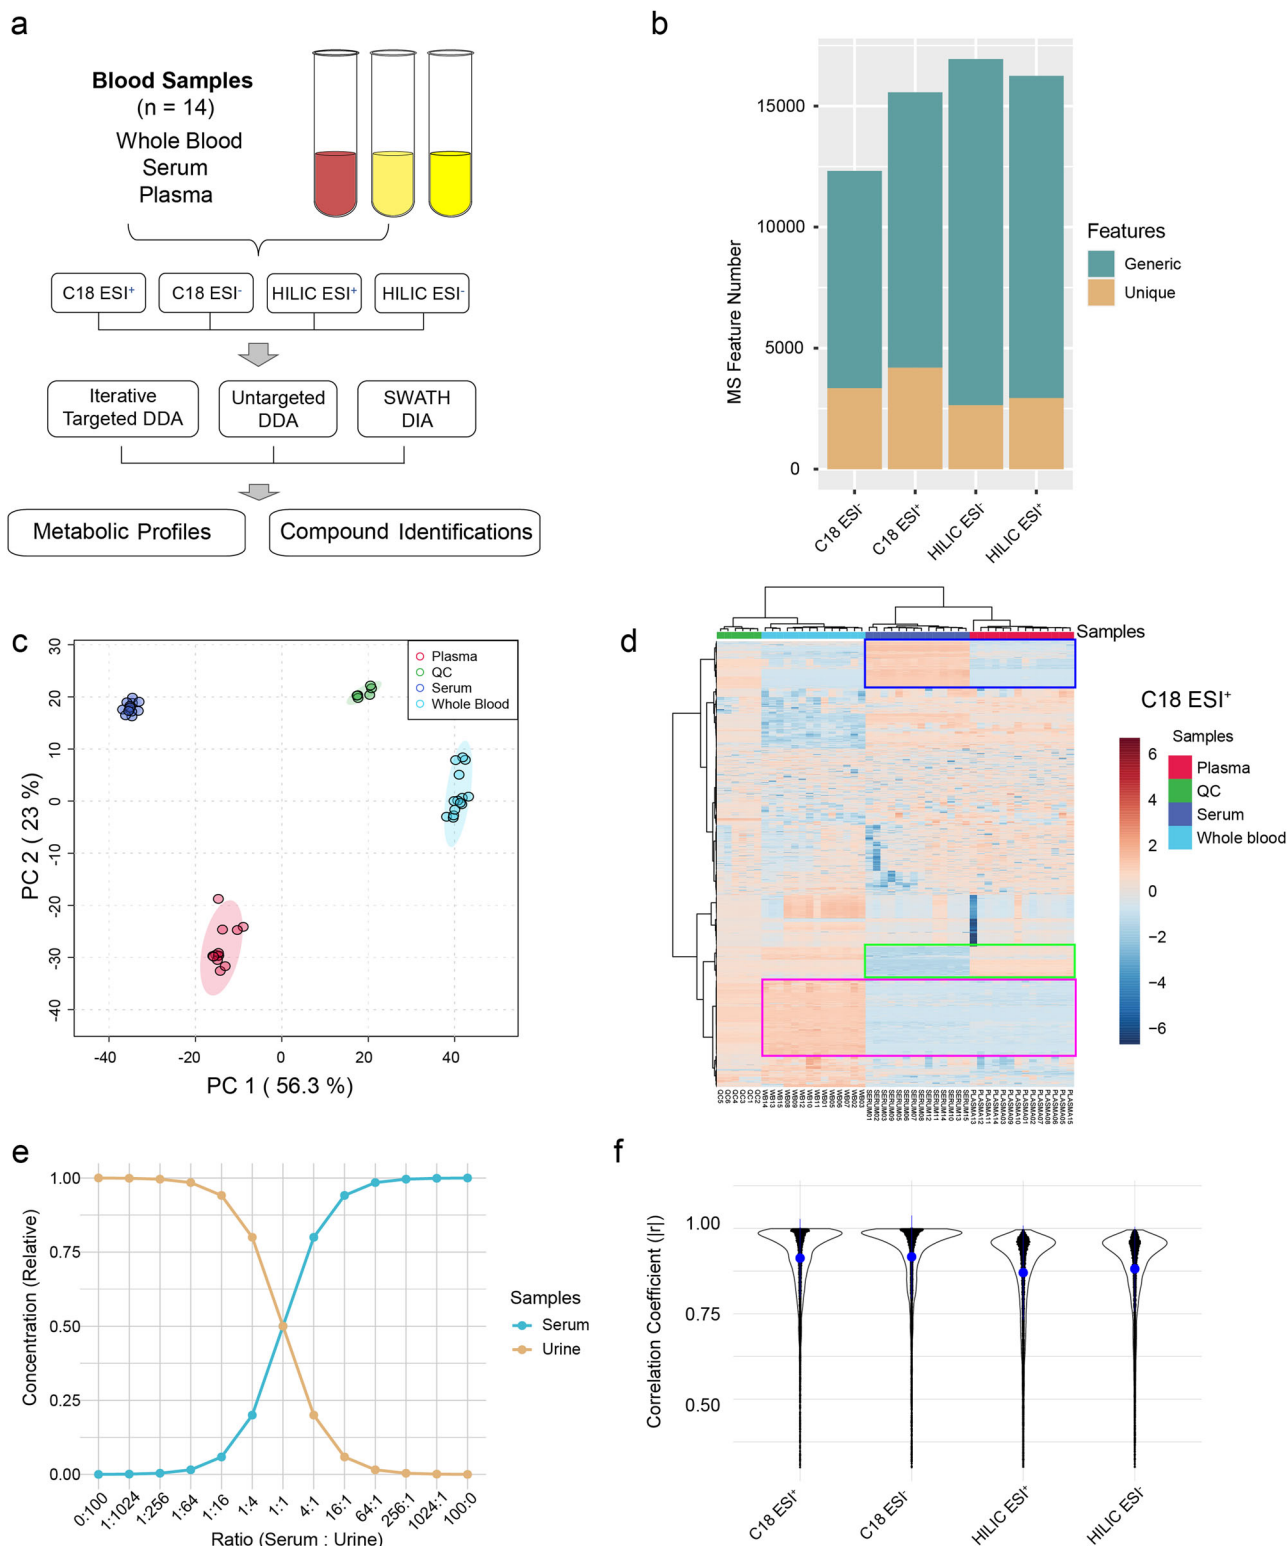 a
Blood Samples
(n = 14)
Whole Blood
Serum
Plasma
C18 ESI+
C18 ESI-
HILIC ESI+
HILIC ESI-
Iterative
Targeted DDA
Untargeted
DDA
SWATH
DIA
Metabolic Profiles
Compound Identifications
b
MS Feature Number
15000
10000
5000
0
C18 ESI-
C18 ESI+
HILIC ESI-
HILIC ESI+
Features
Generic
Unique
c
PC 2 ( 23 %)
30
20
10
0
-10
-20
-30
-40
-40
-20
0
20
40
PC 1 ( 56.3 %)
Plasma
QC
Serum
Whole Blood
d
Samples
C18 ESI+
6
4
2
0
−2
−4
−6
Samples
Plasma
QC
Serum
Whole blood
e
Concentration (Relative)
1.00
0.75
0.50
0.25
0.00
0:100
1:1024
1:256
1:64
1:16
1:4
1:1
4:1
16:1
64:1
256:1
1024:1
100:0
Ratio (Serum : Urine)
Samples
Serum
Urine
f
Correlation Coefficient (|r|)
1.00
0.75
0.50
C18 ESI+
C18 ESI-
HILIC ESI+
HILIC ESI-